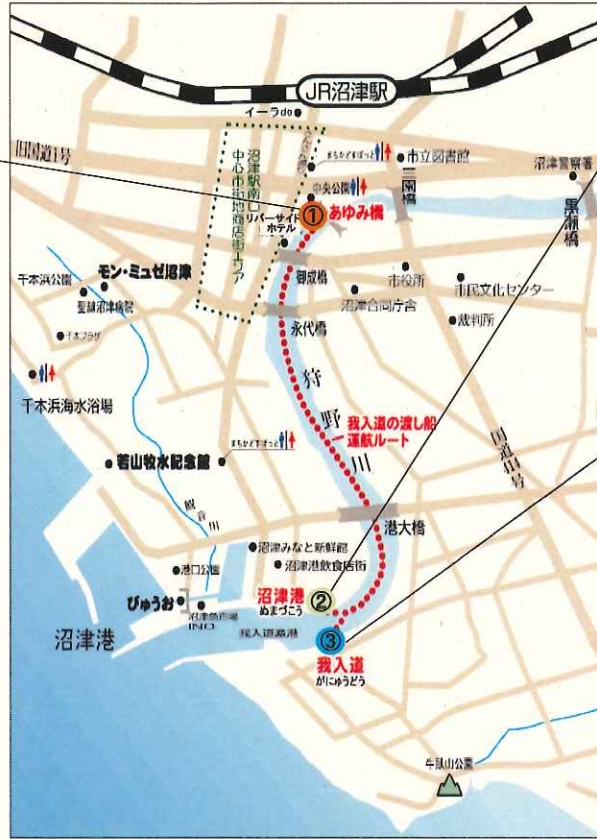 JR沼津駅
イーラde
旧国道1号
沼津駅南口
中心市街地商店街エリア
まちかどすぽっと
市立図書館
三園橋
沼津警察署
黒瀬橋
中央公園
①
あゆみ橋
リバーサイド
ホテル
御成橋
市役所
市民文化センター
沼津合同庁舎
裁判所
永代橋
千本浜公園
モン・ミュゼ沼津
聖隷沼津病院
千本プラザ
千本浜海水浴場
狩野川
我入道の渡し船
運航ルート
国道414号
若山牧水記念館
まちかどすぽっと
観音川
港大橋
沼津みなと新鮮館
沼津港飲食店街
港口公園
びゅうお
沼津魚市場
INO
沼津港
ぬまづこう
②
我入道漁港
沼津港
③
我入道
がにゅうどう
牛臥山公園